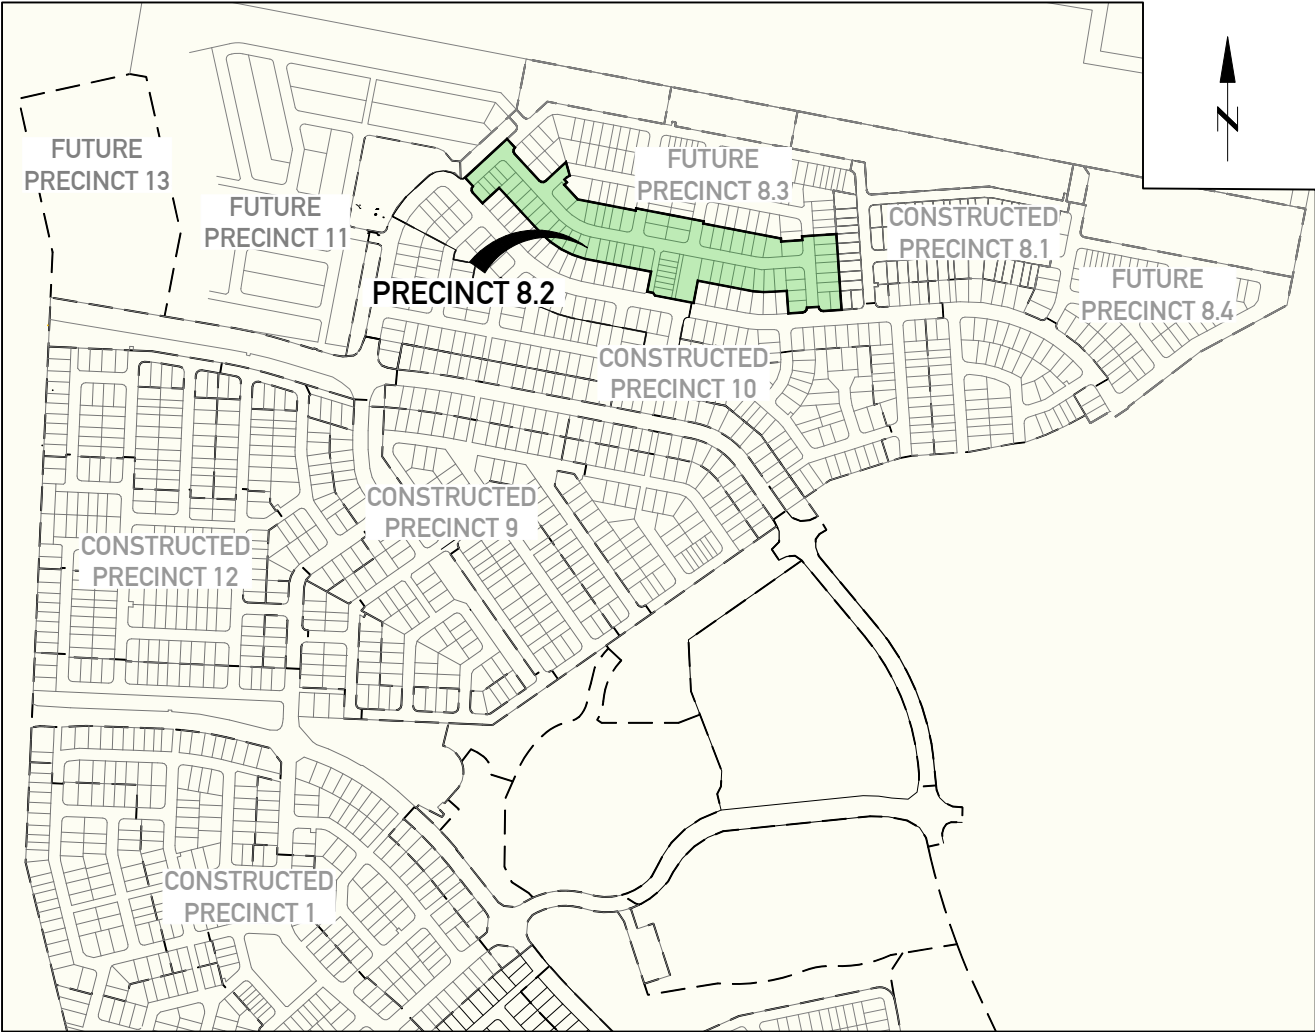 N
FUTURE
PRECINCT 13
FUTURE
PRECINCT 11
FUTURE
PRECINCT 8.3
CONSTRUCTED
PRECINCT 8.1
FUTURE
PRECINCT 8.4
PRECINCT 8.2
CONSTRUCTED
PRECINCT 10
CONSTRUCTED
PRECINCT 9
CONSTRUCTED
PRECINCT 12
CONSTRUCTED
PRECINCT 1